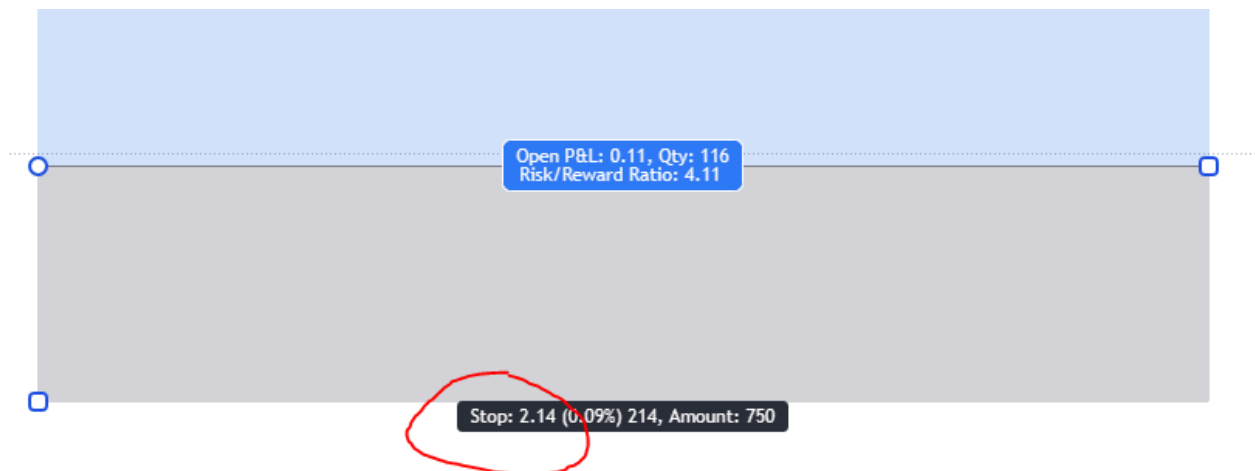 Open P&L: 0.11, Qty: 116
Risk/Reward Ratio: 4.11
Stop: 2.14 (0.09%) 214, Amount: 750